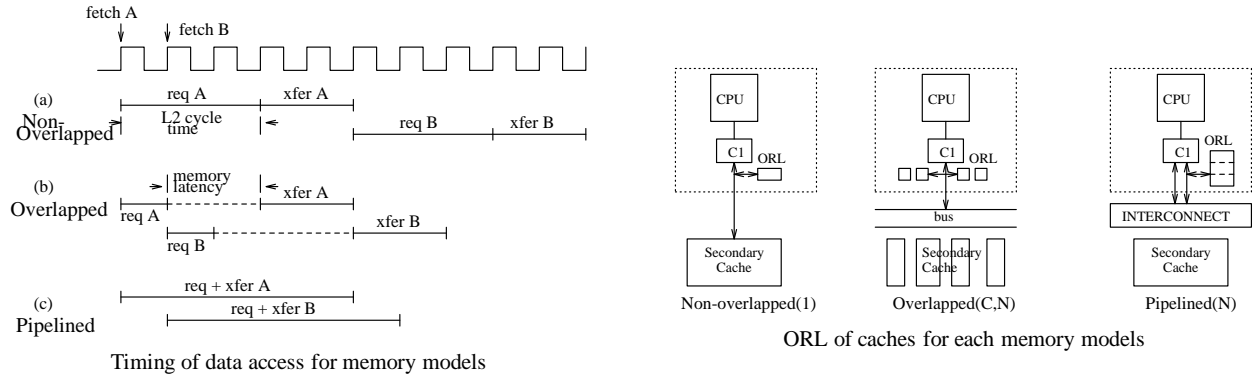 fetch A
fetch B
(a)
Non-
Overlapped
req A
xfer A
L2 cycle
time
req B
xfer B
(b)
Overlapped
memory
latency
req A
xfer A
req B
xfer B
(c)
Pipelined
req + xfer A
req + xfer B
Timing of data access for memory models
CPU
C1
ORL
Secondary
Cache
Non-overlapped(1)
CPU
C1
ORL
bus
Secondary
Cache
Overlapped(C,N)
CPU
C1
ORL
INTERCONNECT
Secondary
Cache
Pipelined(N)
ORL of caches for each memory models